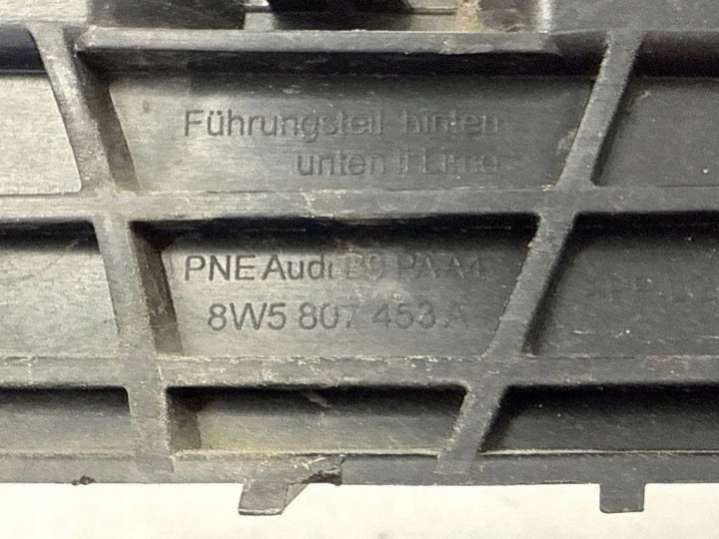 Führungsteil hinten
unten
PNE Audi B9 PA A4
8W5 807 453 A